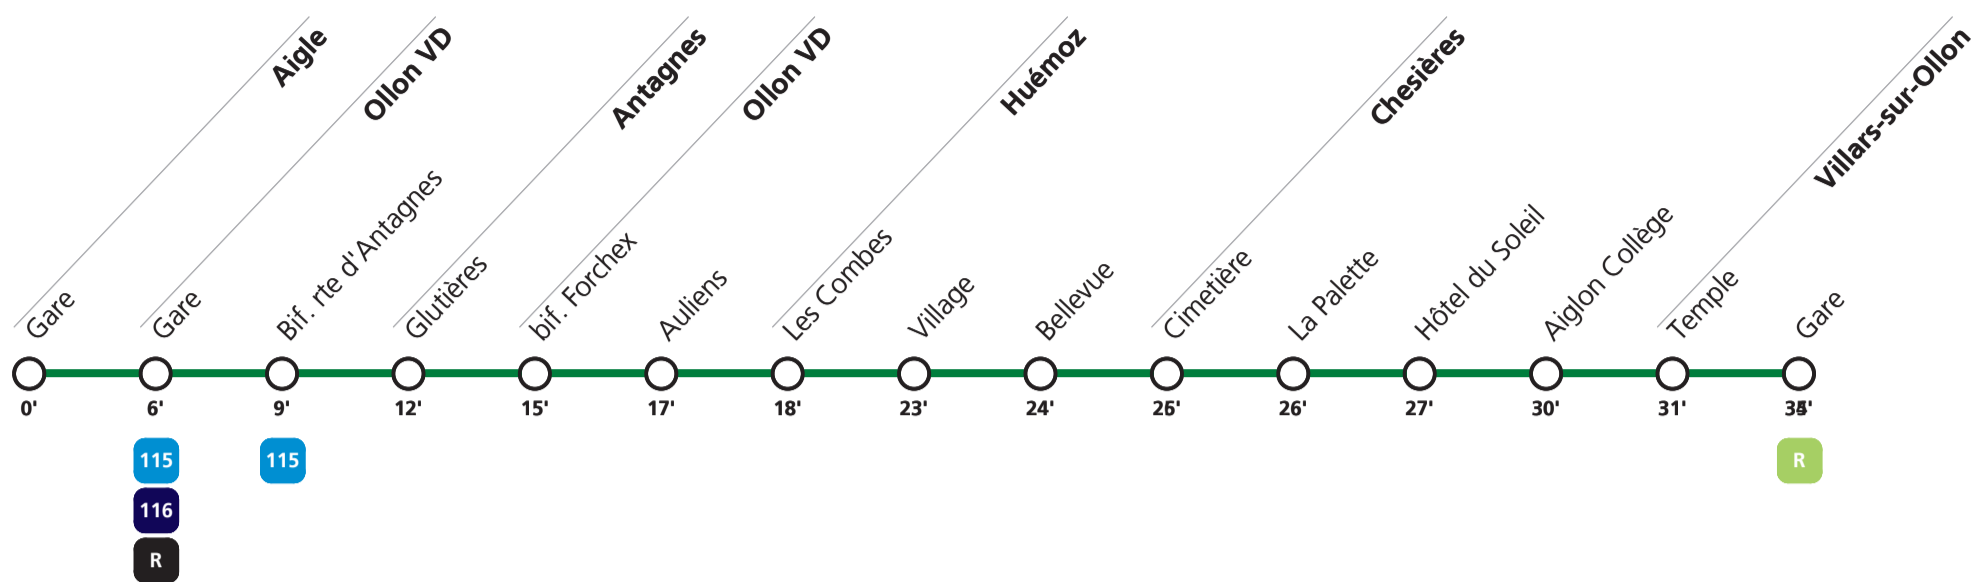 Aigle
Ollon VD
Antagnes
Ollon VD
Huémoz
Chesières
Villars-sur-Ollon
Gare
Gare
Bif. rte d'Antagnes
Glutières
bif. Forchex
Auliens
Les Combes
Village
Bellevue
Cimetière
La Palette
Hôtel du Soleil
Aiglon Collège
Temple
Gare
0' 6' 9' 12' 15' 17' 18' 23' 24' 26' 27' 30' 31'
115 115 R
116
R